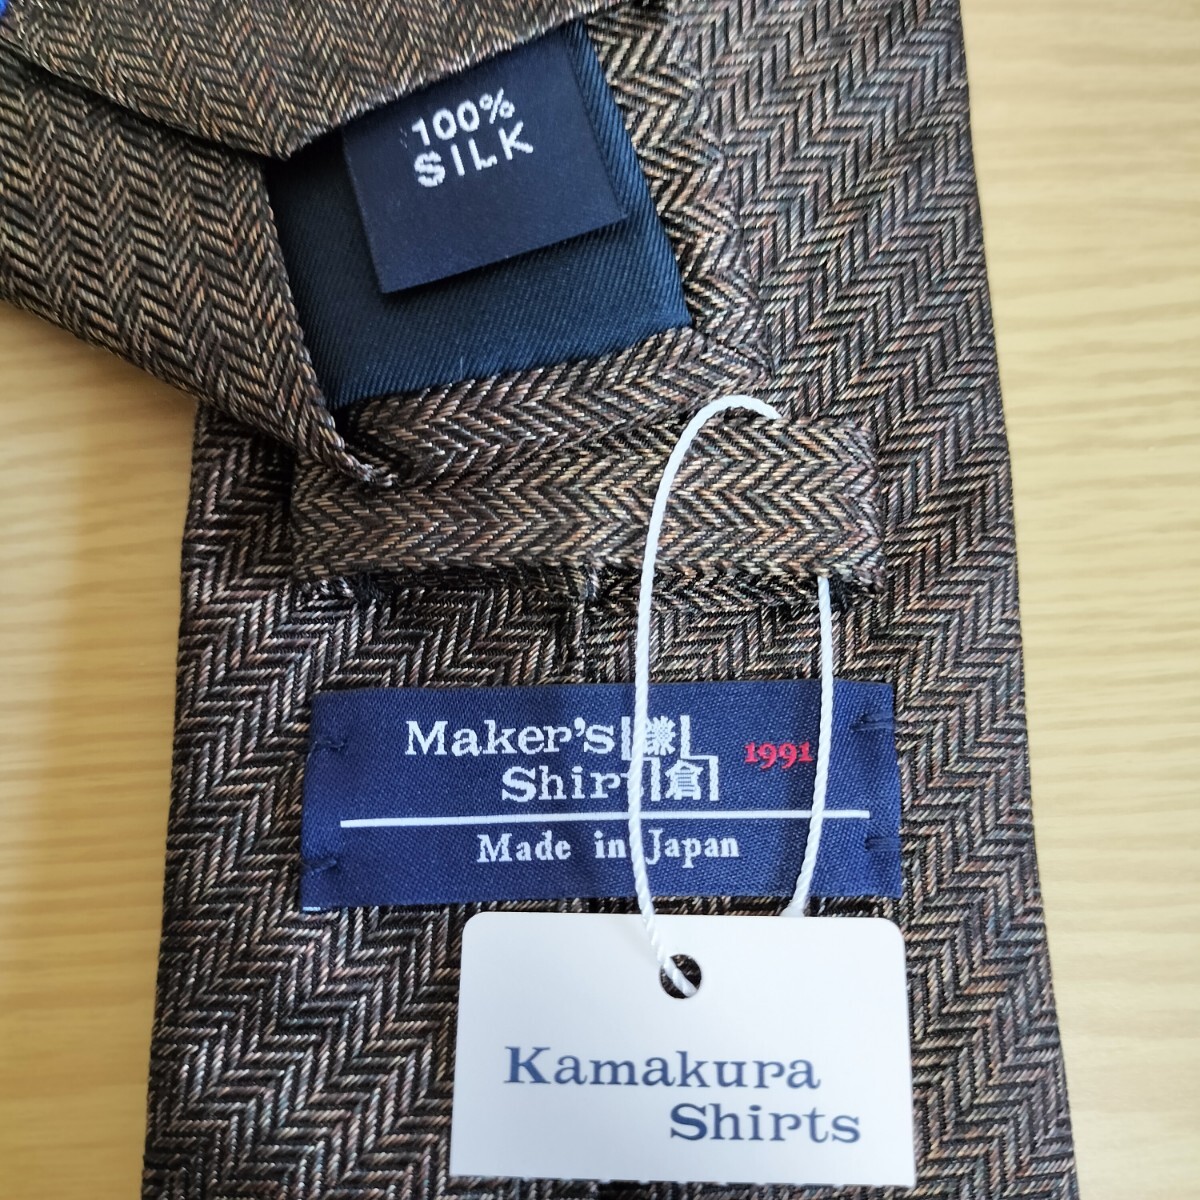 100%
SILK
Maker's 鎌 1991
Shirt 倉
Made in Japan
Kamakura
Shirts